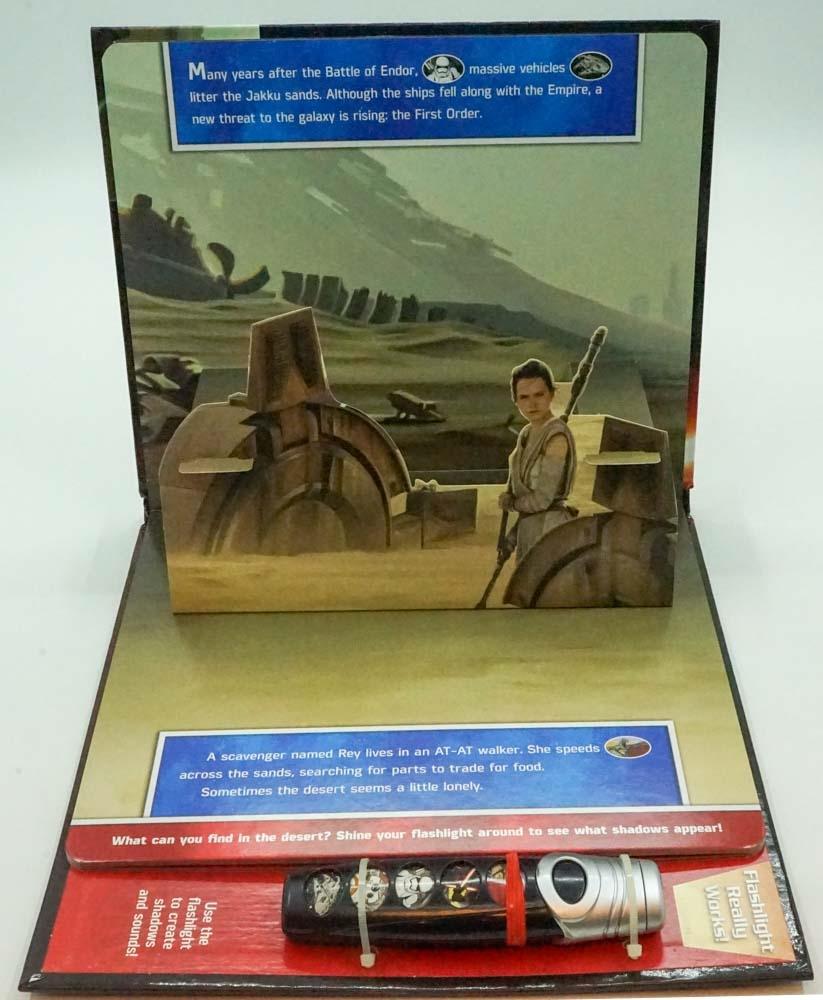 Many years after the Battle of Endor, massive vehicles
litter the Jakku sands. Although the ships fell along with the Empire, a
new threat to the galaxy is rising: the First Order.
A scavenger named Rey lives in an AT-AT walker. She speeds
across the sands, searching for parts to trade for food.
Sometimes the desert seems a little lonely.
What can you find in the desert? Shine your flashlight around to see what shadows appear!
Use the
flashlight
to create
shadows
and sounds!
Flashlight
Really
Works!